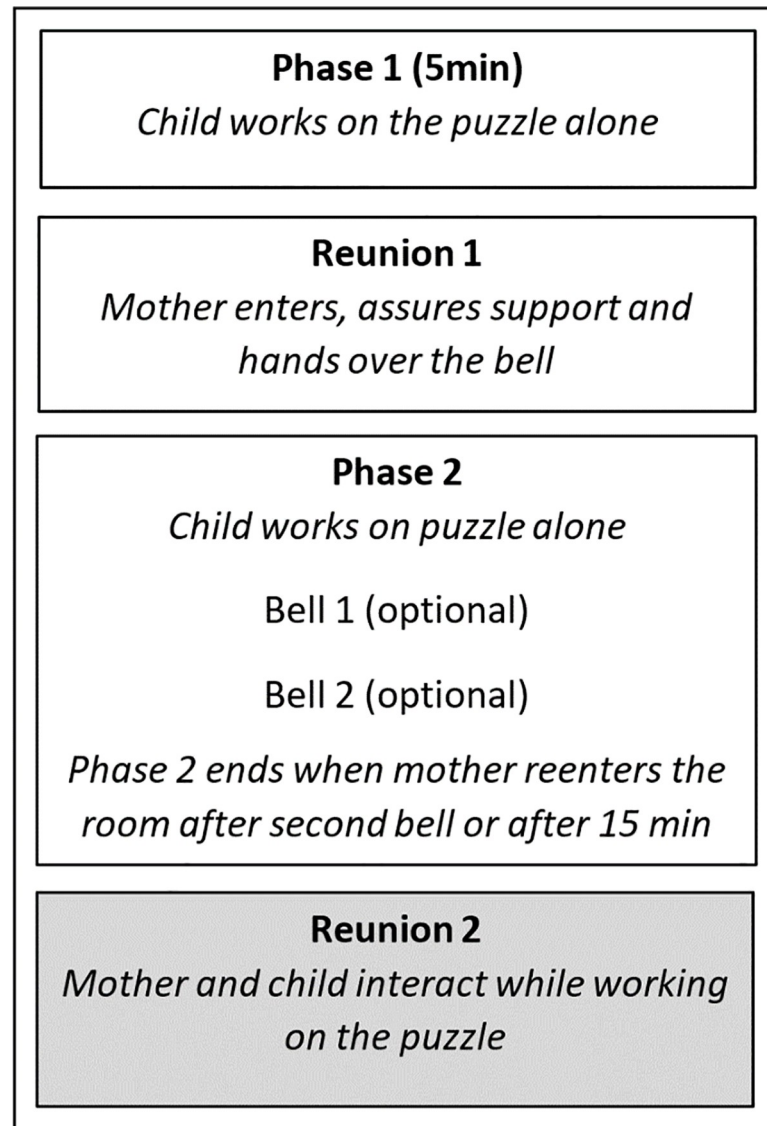 Phase 1 (5min)
Child works on the puzzle alone
Reunion 1
Mother enters, assures support and
hands over the bell
Phase 2
Child works on puzzle alone
Bell 1 (optional)
Bell 2 (optional)
Phase 2 ends when mother reenters the
room after second bell or after 15 min
Reunion 2
Mother and child interact while working
on the puzzle